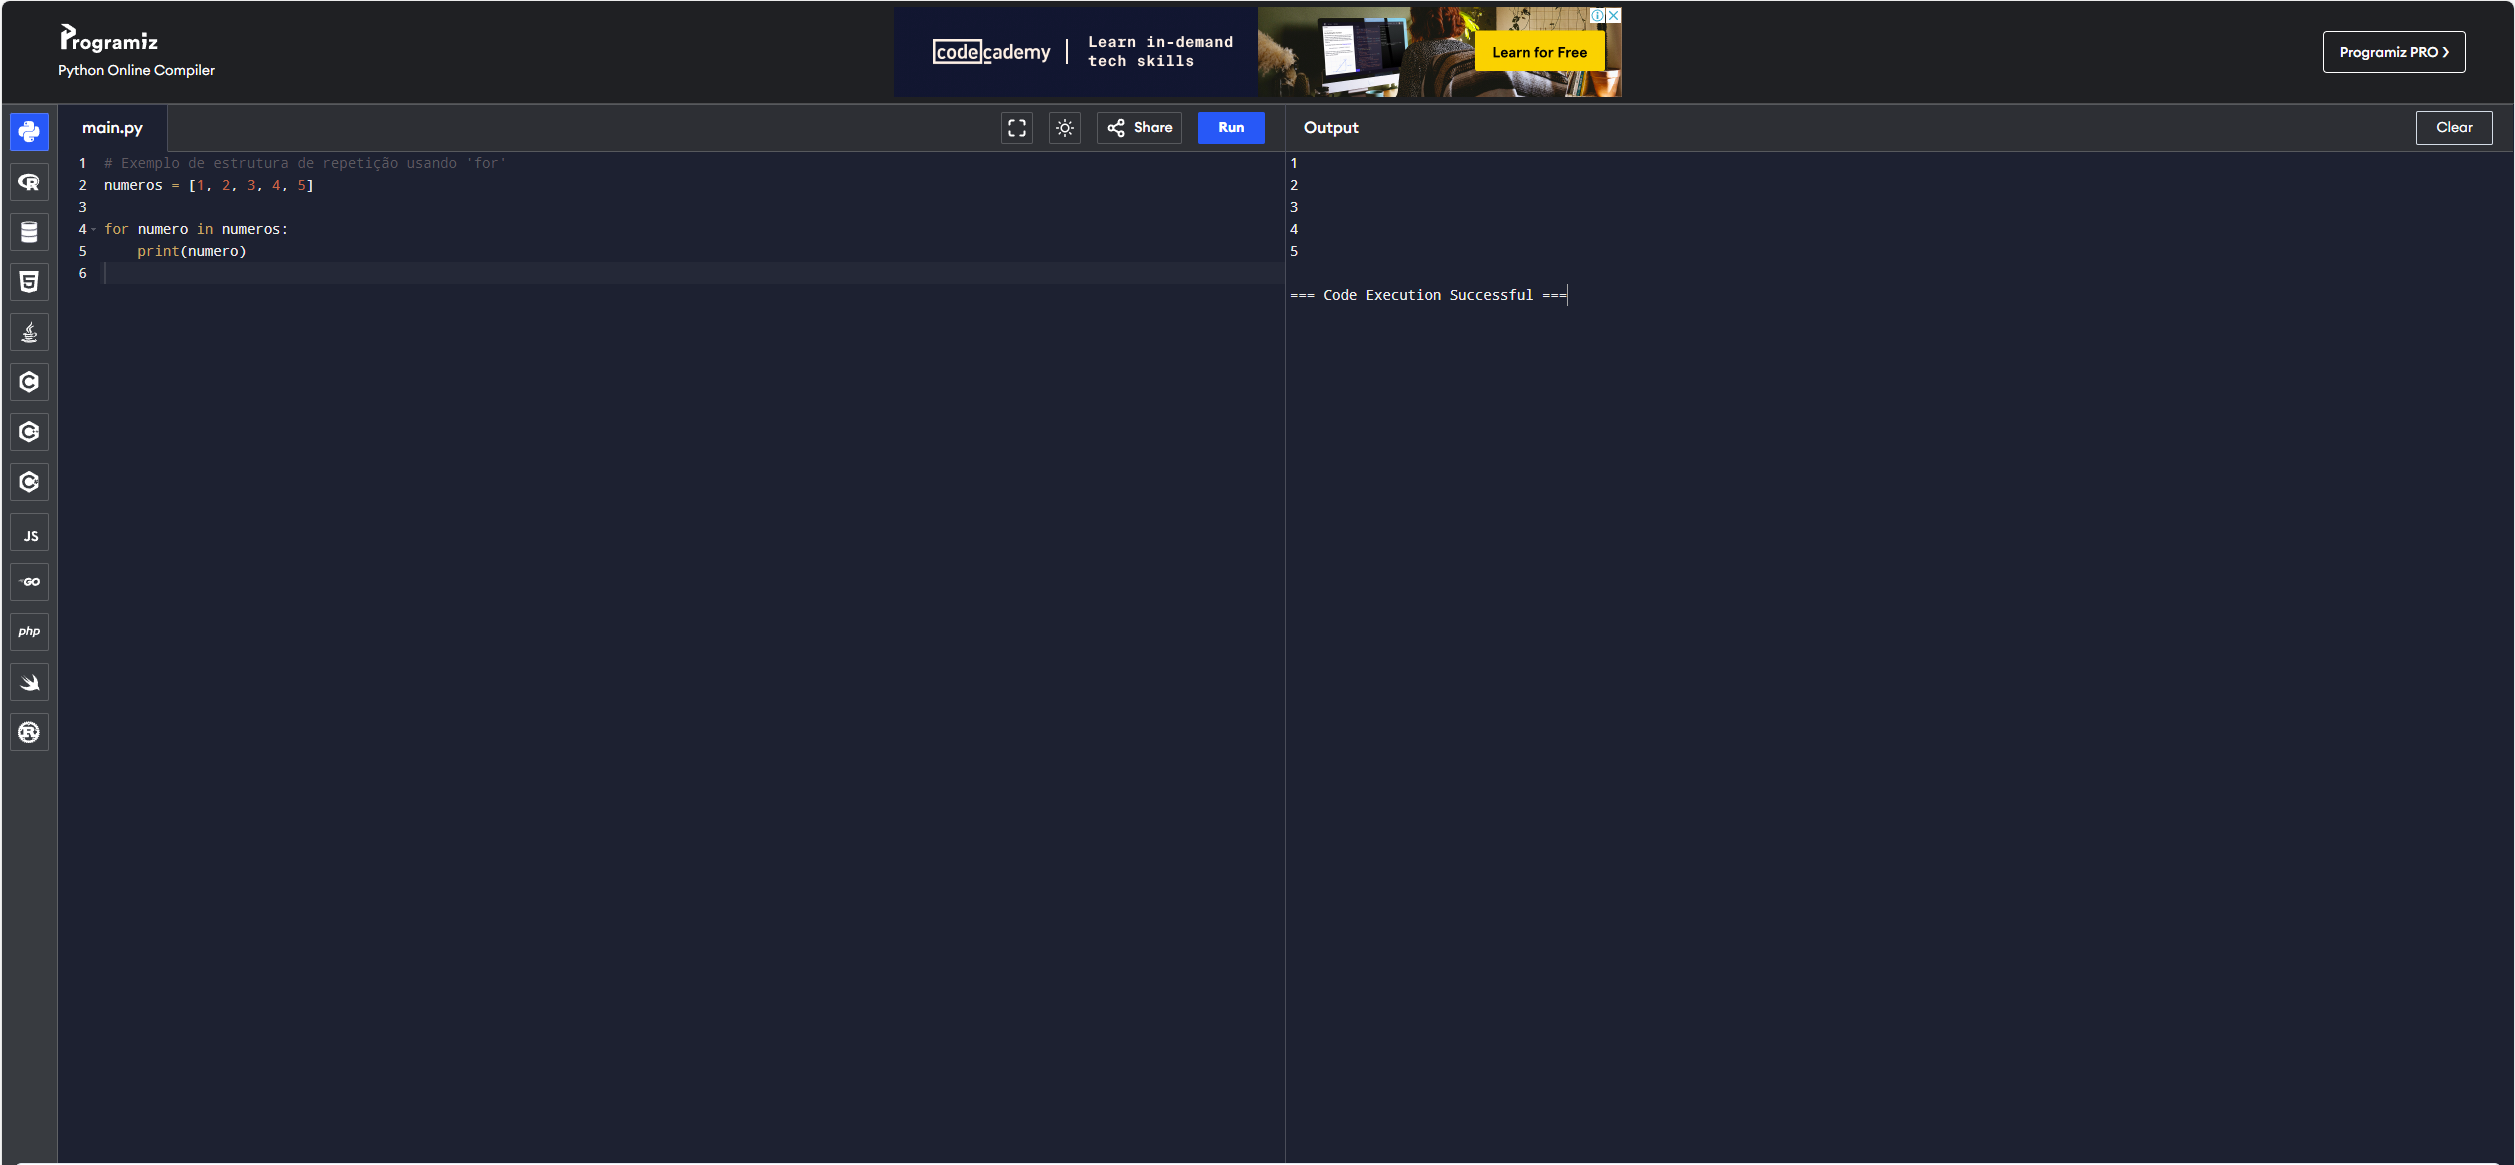 Programiz
Python Online Compiler
codecademy
Learn in-demand
tech skills
Learn for Free
Programiz PRO >
main.py
Share
Run
Output
Clear
1 # Exemplo de estrutura de repetição usando 'for'
2 numeros = [1, 2, 3, 4, 5]
3
4 for numero in numeros:
5     print(numero)
6
1
2
3
4
5
=== Code Execution Successful ===
R
5
C
C
C
JS
GO
php
R